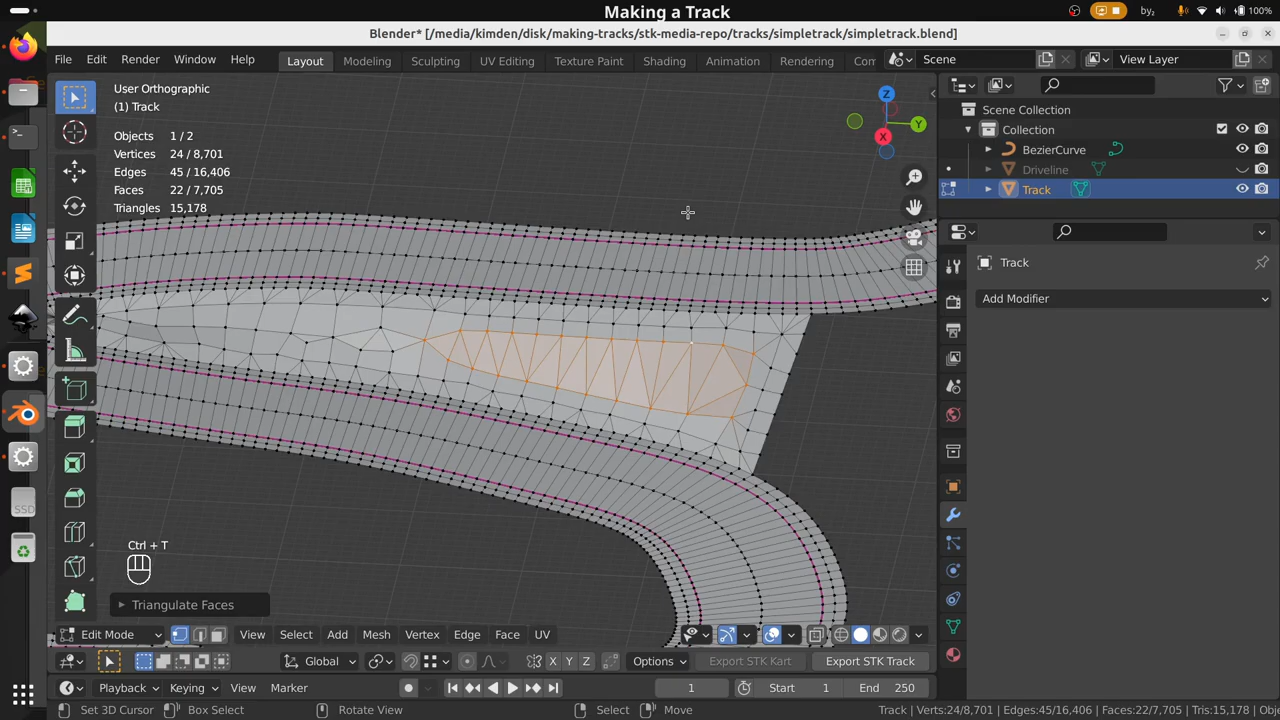 Making a Track
by₂
100%
Blender* [/media/kimden/disk/making-tracks/stk-media-repo/tracks/simpletrack/simpletrack.blend]
File Edit Render Window Help Layout Modeling Sculpting UV Editing Texture Paint Shading Animation Rendering Com Scene View Layer
User Orthographic
(1) Track
Objects 1 / 2
Vertices 24 / 8,701
Edges 45 / 16,406
Faces 22 / 7,705
Triangles 15,178
Z
Y
X
Scene Collection
Collection
BezierCurve
Driveline
Track
Track
Add Modifier
SSD
Ctrl + T
Triangulate Faces
Edit Mode View Select Add Mesh Vertex Edge Face UV
Global X Y Z Options Export STK Kart Export STK Track
Playback Keying View Marker 1 Start 1 End 250
Set 3D Cursor Box Select Rotate View Select Move Track | Verts:24/8,701 | Edges:45/16,406 | Faces:22/7,705 | Tris:15,178 | Obje